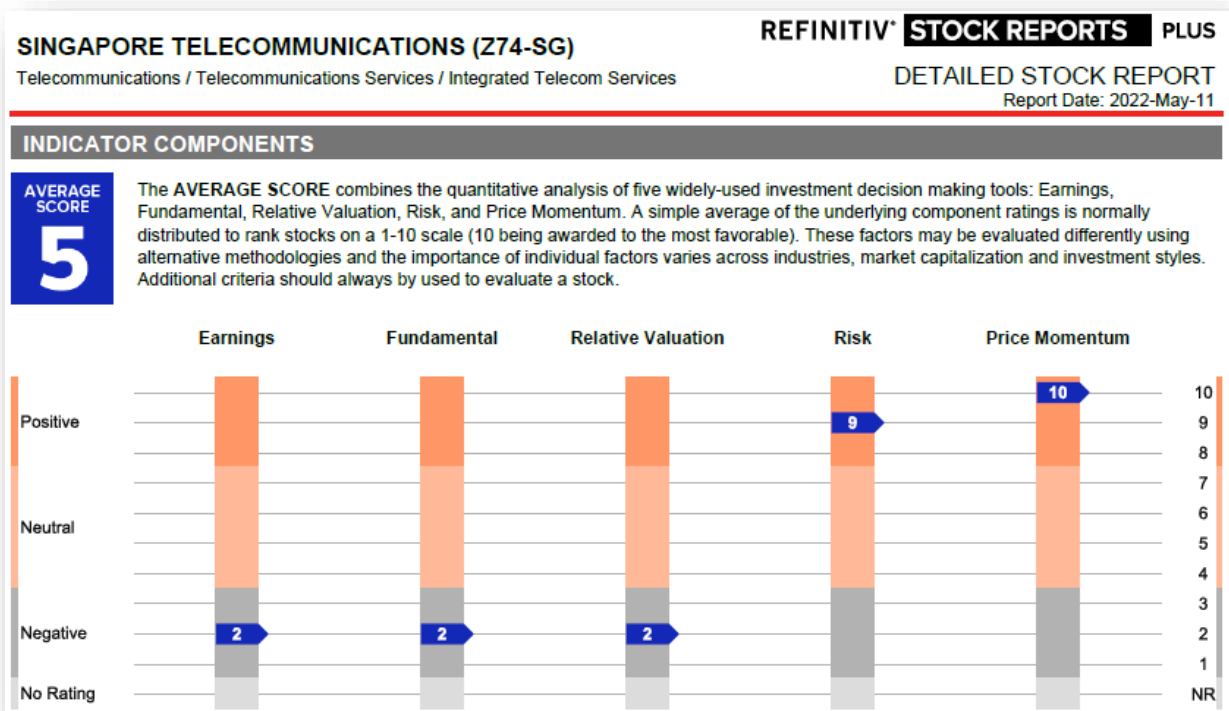 REFINITIV® STOCK REPORTS PLUS
SINGAPORE TELECOMMUNICATIONS (Z74-SG)
Telecommunications / Telecommunications Services / Integrated Telecom Services
DETAILED STOCK REPORT
Report Date: 2022-May-11
INDICATOR COMPONENTS
AVERAGE
SCORE
5
The AVERAGE SCORE combines the quantitative analysis of five widely-used investment decision making tools: Earnings,
Fundamental, Relative Valuation, Risk, and Price Momentum. A simple average of the underlying component ratings is normally
distributed to rank stocks on a 1-10 scale (10 being awarded to the most favorable). These factors may be evaluated differently using
alternative methodologies and the importance of individual factors varies across industries, market capitalization and investment styles.
Additional criteria should always by used to evaluate a stock.
Earnings Fundamental Relative Valuation Risk Price Momentum
10 10
Positive 9 9
8
7
Neutral 6
5
4
3
Negative 2 2 2 2
1
No Rating NR